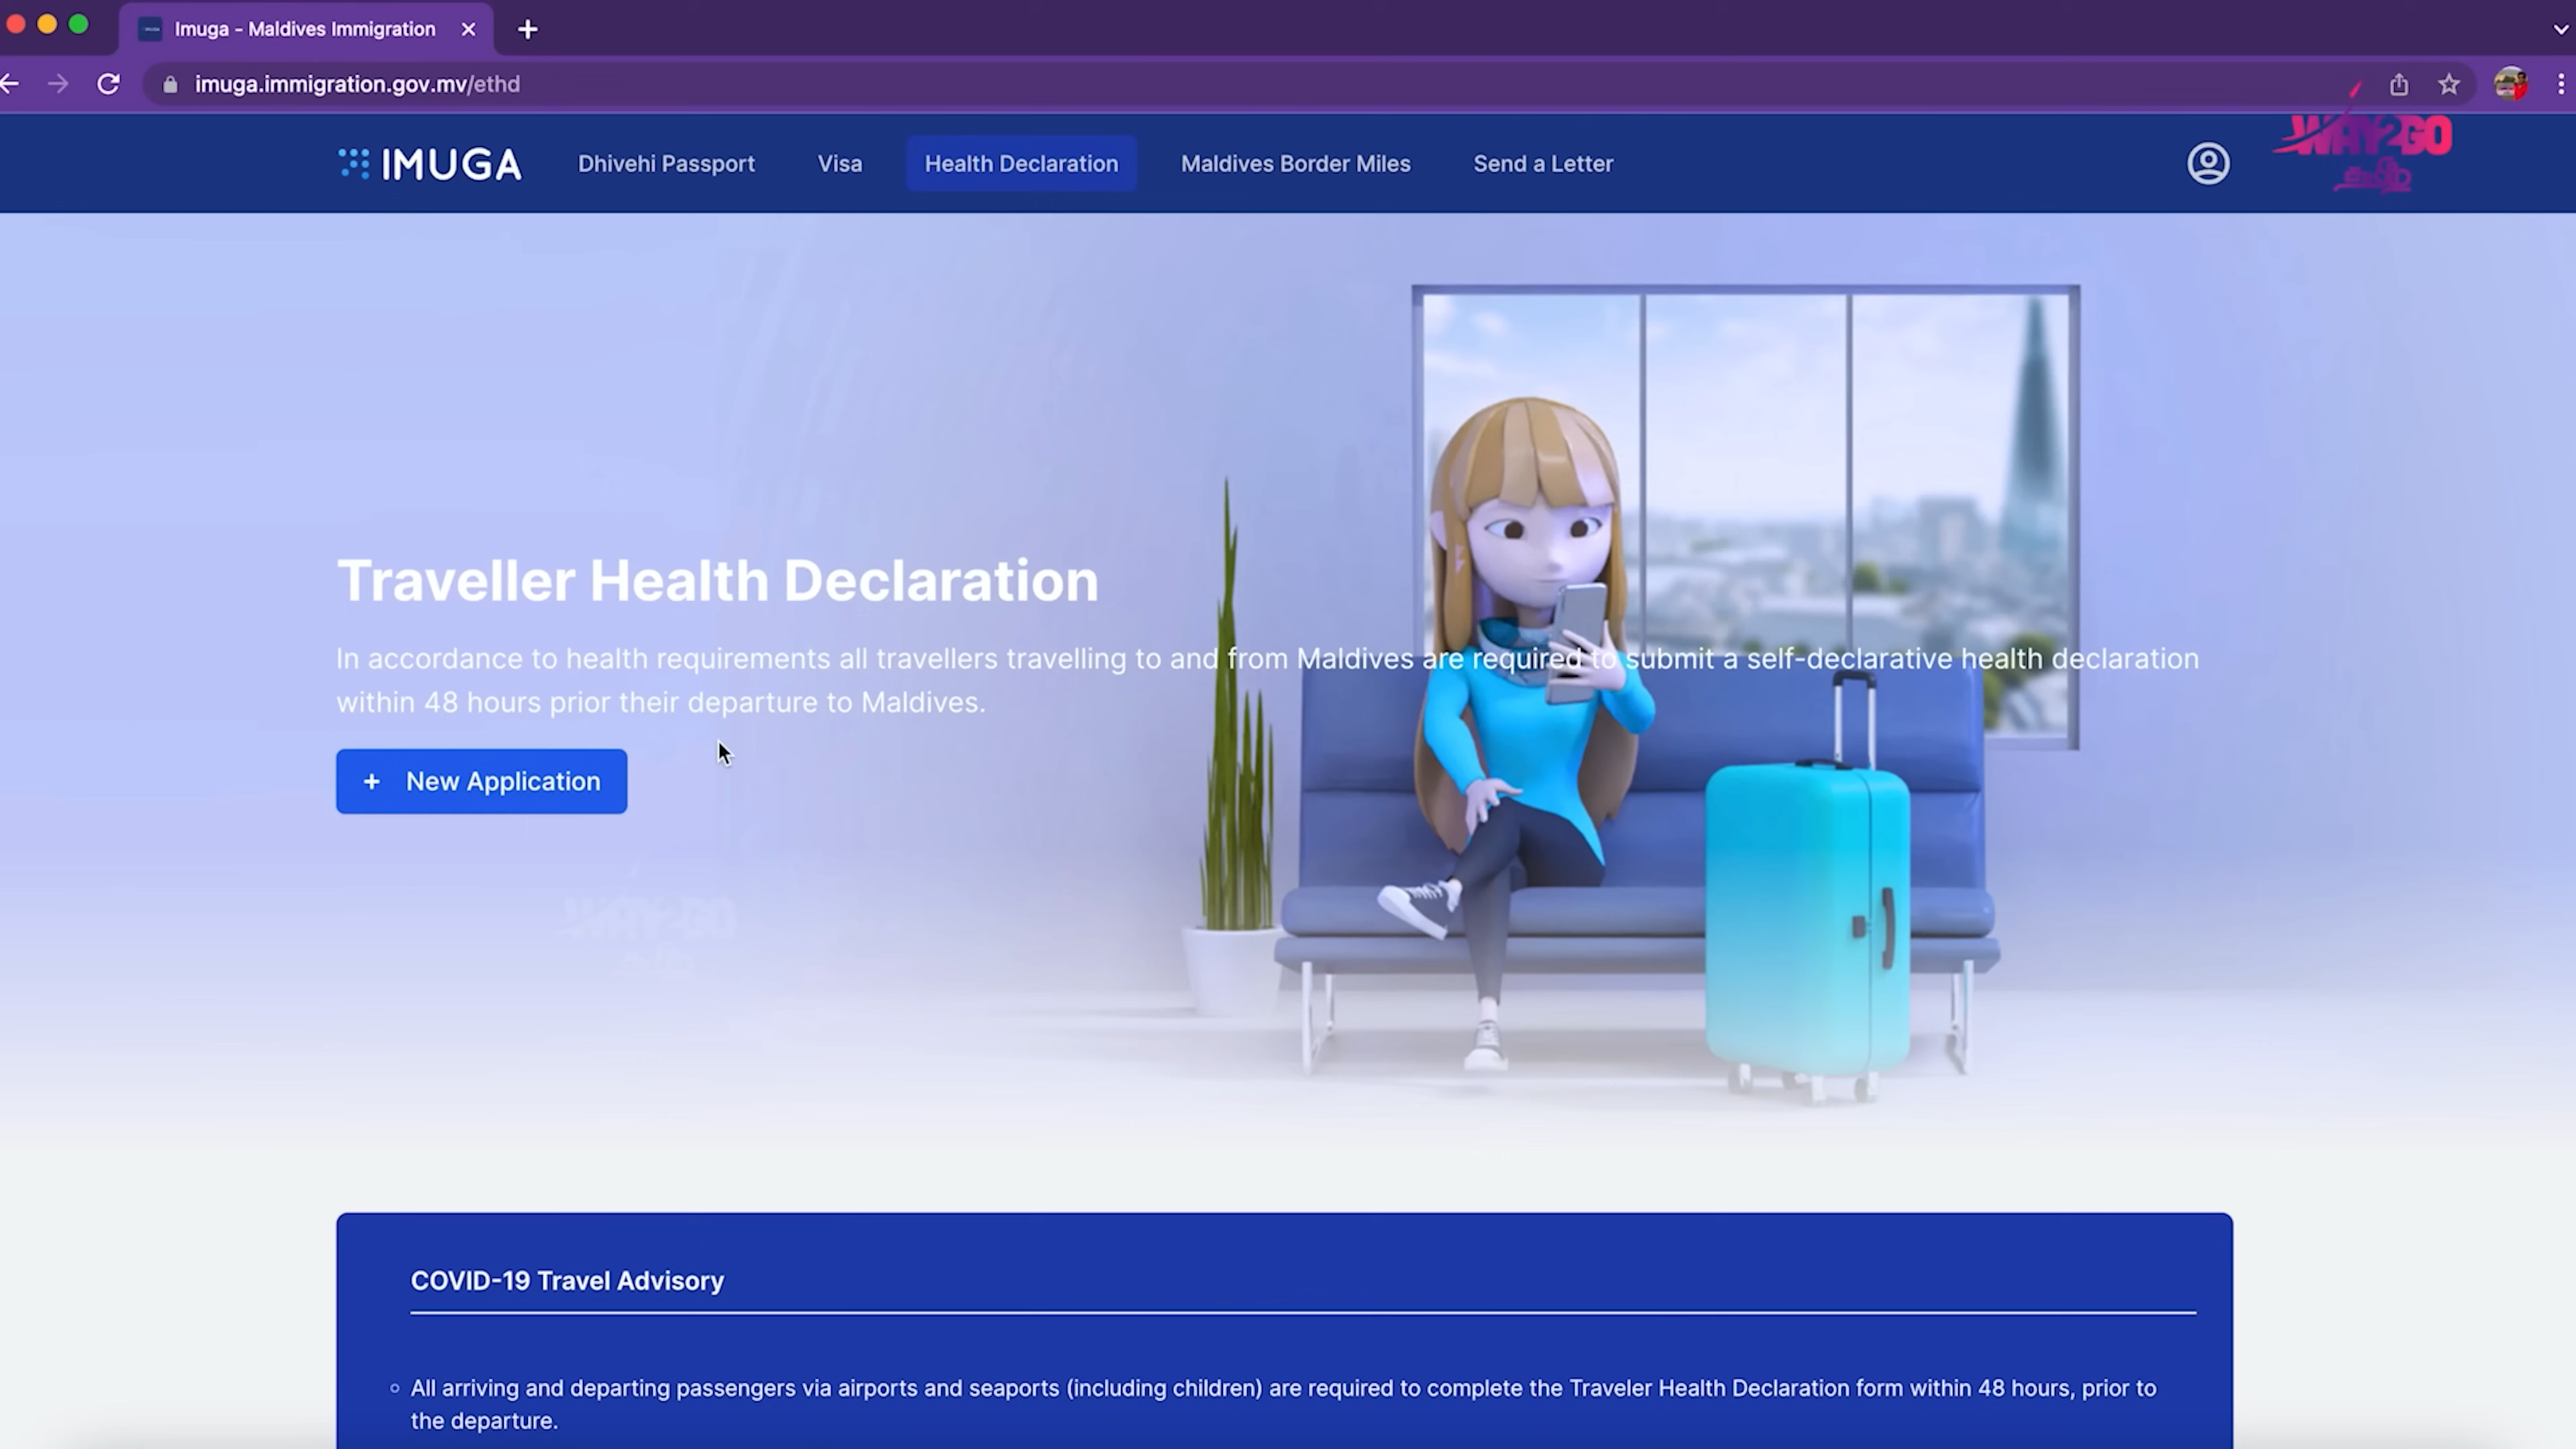 Imuga - Maldives Immigration
imuga.immigration.gov.mv/ethd
IMUGA
Dhivehi Passport
Visa
Health Declaration
Maldives Border Miles
Send a Letter
WAY2GO
தமிழ்
Traveller Health Declaration
In accordance to health requirements all travellers travelling to and from Maldives are required to submit a self-declarative health declaration
within 48 hours prior their departure to Maldives.
+ New Application
WAY2GO
தமிழ்
COVID-19 Travel Advisory
All arriving and departing passengers via airports and seaports (including children) are required to complete the Traveler Health Declaration form within 48 hours, prior to
the departure.